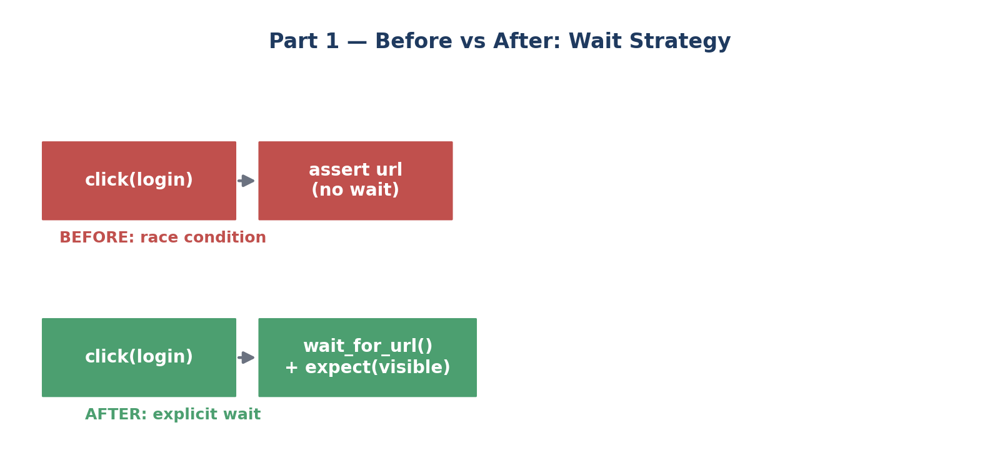 Part 1 — Before vs After: Wait Strategy
click(login)
assert url
(no wait)
BEFORE: race condition
click(login)
wait_for_url()
+ expect(visible)
AFTER: explicit wait